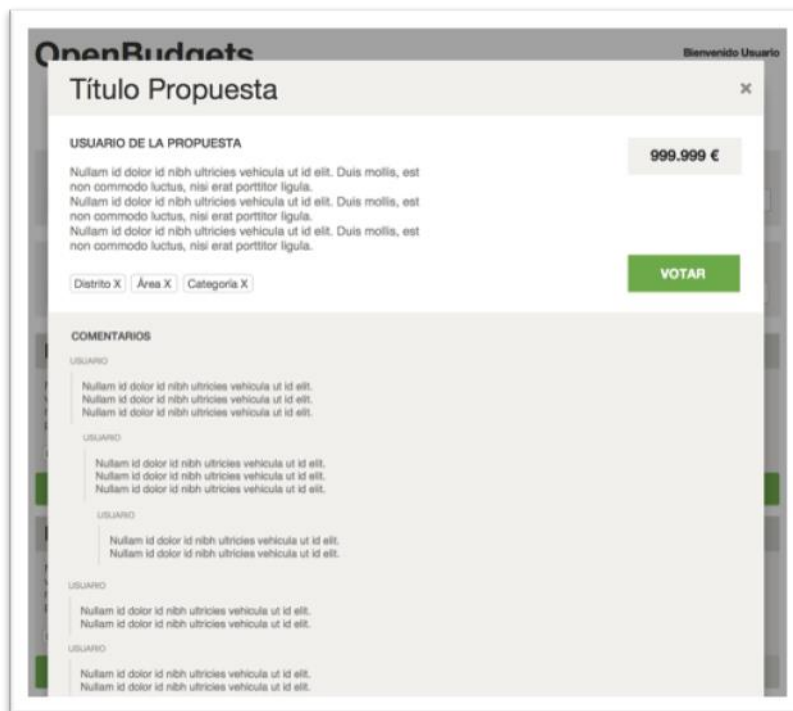 OpenBudgets
Bienvenido Usuario
Título Propuesta
×
USUARIO DE LA PROPUESTA
999.999 €
Nullam id dolor id nibh ultricies vehicula ut id elit. Duis mollis, est
non commodo luctus, nisi erat porttitor ligula.
Nullam id dolor id nibh ultricies vehicula ut id elit. Duis mollis, est
non commodo luctus, nisi erat porttitor ligula.
Nullam id dolor id nibh ultricies vehicula ut id elit. Duis mollis, est
non commodo luctus, nisi erat porttitor ligula.
VOTAR
Distrito X Área X Categoría X
COMENTARIOS
USUARIO
Nullam id dolor id nibh ultricies vehicula ut id elit.
Nullam id dolor id nibh ultricies vehicula ut id elit.
Nullam id dolor id nibh ultricies vehicula ut id elit.
USUARIO
Nullam id dolor id nibh ultricies vehicula ut id elit.
Nullam id dolor id nibh ultricies vehicula ut id elit.
Nullam id dolor id nibh ultricies vehicula ut id elit.
USUARIO
Nullam id dolor id nibh ultricies vehicula ut id elit.
Nullam id dolor id nibh ultricies vehicula ut id elit.
USUARIO
Nullam id dolor id nibh ultricies vehicula ut id elit.
Nullam id dolor id nibh ultricies vehicula ut id elit.
USUARIO
Nullam id dolor id nibh ultricies vehicula ut id elit.
Nullam id dolor id nibh ultricies vehicula ut id elit.